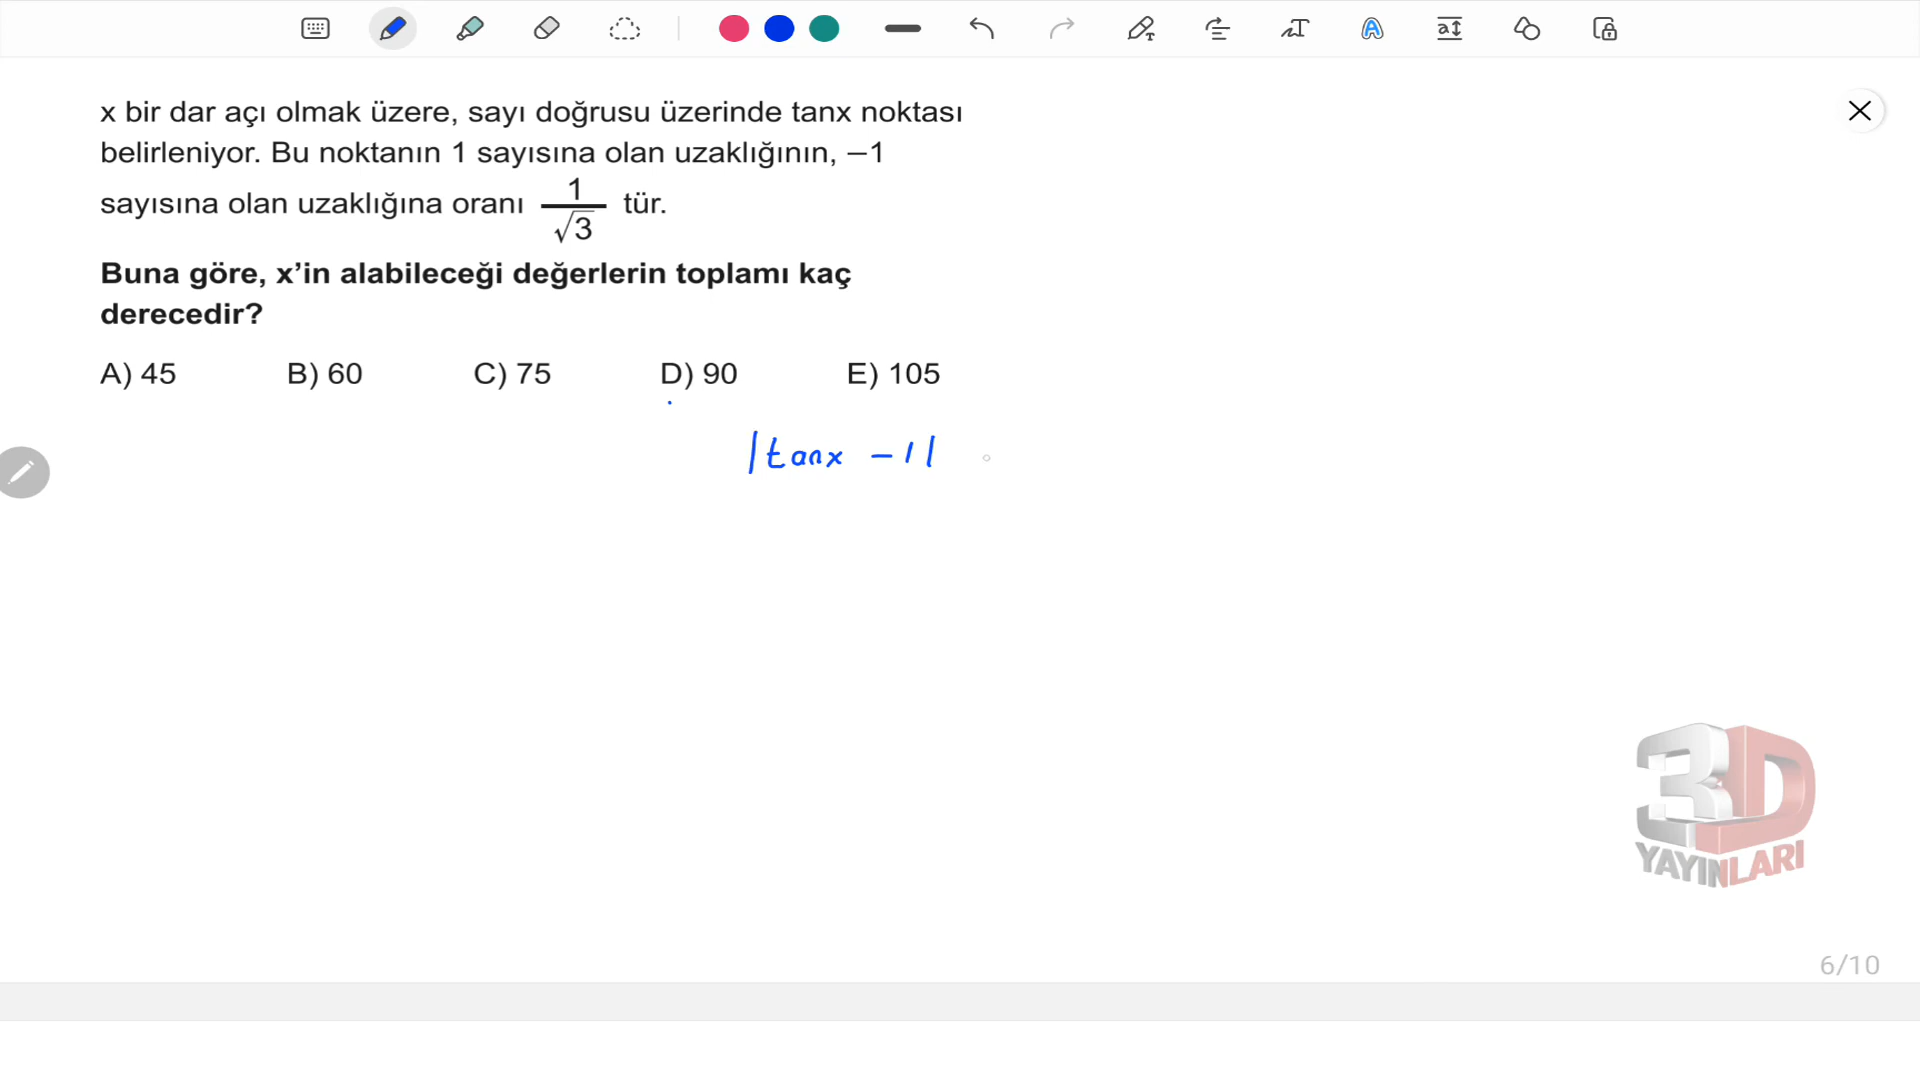 x bir dar açı olmak üzere, sayı doğrusu üzerinde tanx noktası
belirleniyor. Bu noktanın 1 sayısına olan uzaklığının, −1
sayısına olan uzaklığına oranı 1/√3 tür.
Buna göre, x’in alabileceği değerlerin toplamı kaç
derecedir?
A) 45 B) 60 C) 75 D) 90 E) 105
|tanx −1|
3D
YAYINLARI
6/10